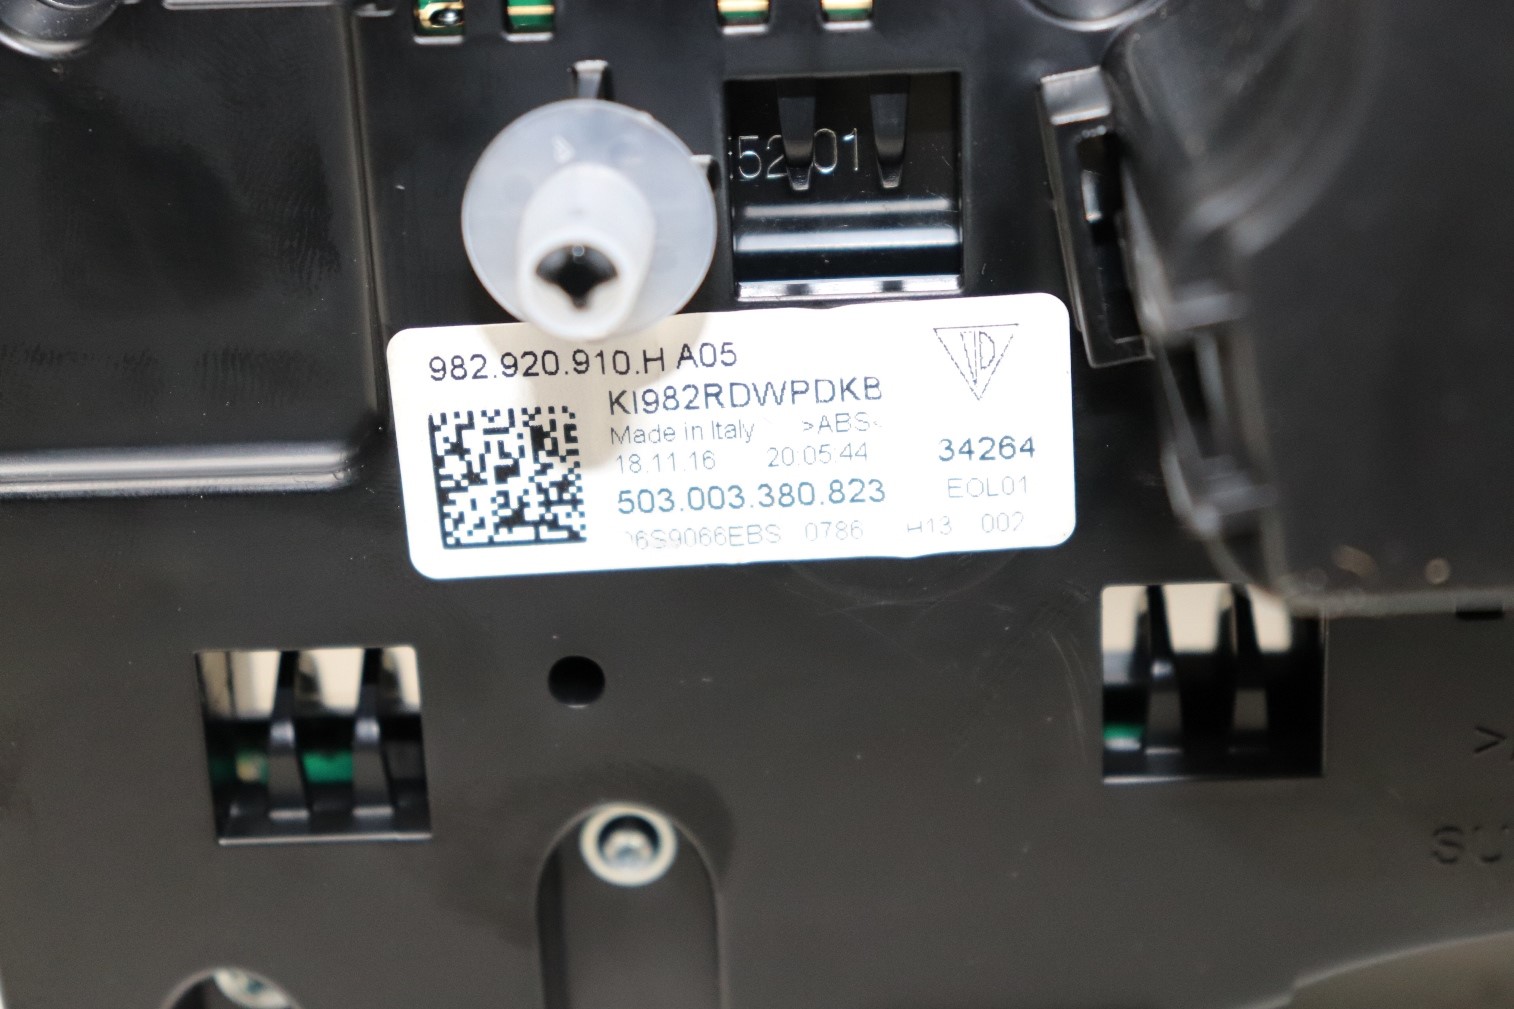 52 01
982.920.910.H A05
KI982RDWPDKB
Made in Italy >ABS<
18.11.16 20:05:44 34264
503.003.380.823 EOL01
0786 H13 002